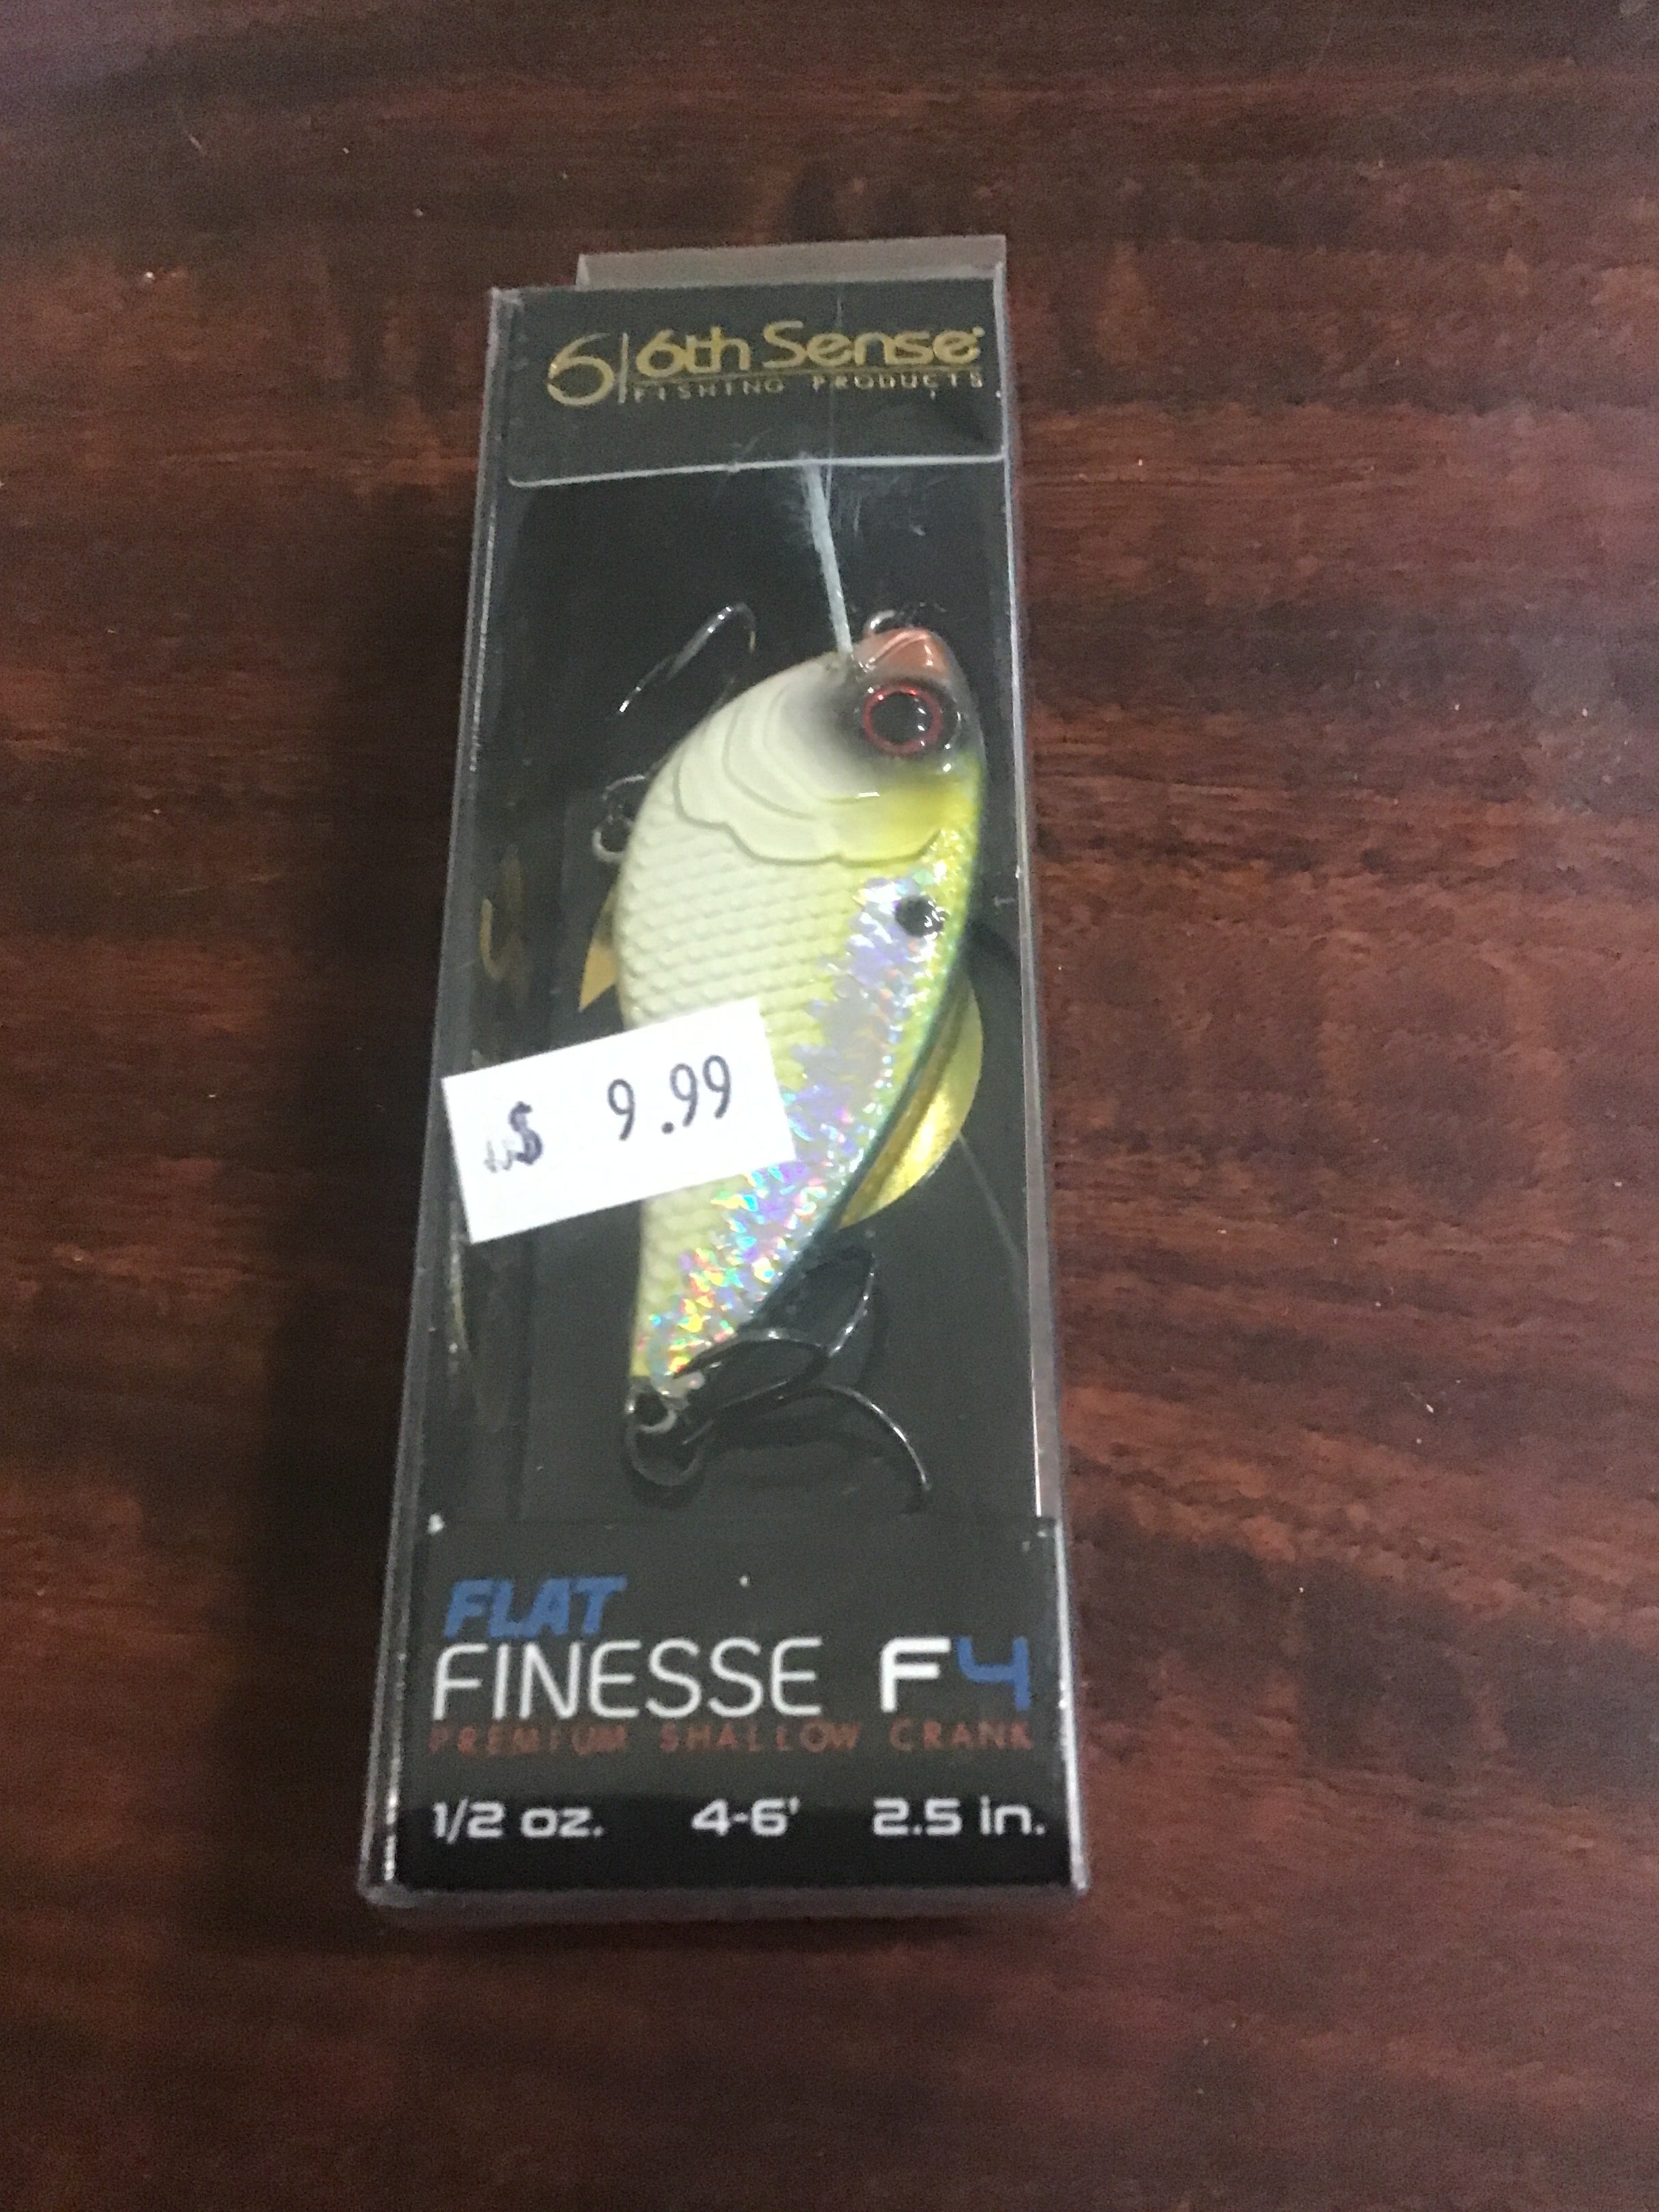 6 6th Sense
FISHING PRODUCTS
$ 9.99
FLAT
FINESSE F4
PREMIUM SHALLOW CRANK
1/2 oz. 4-6' 2.5 in.